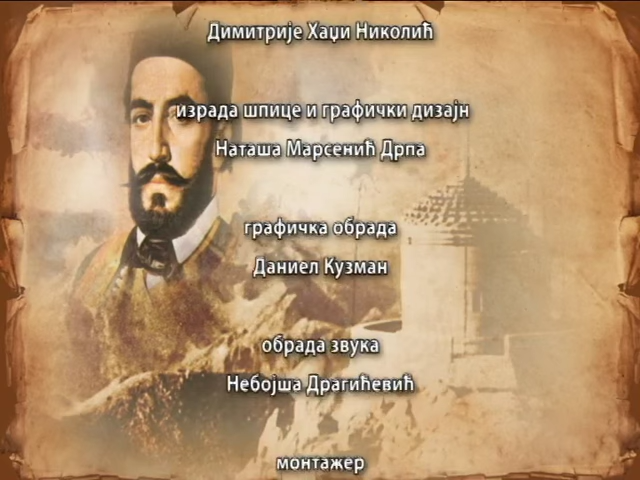 Димитрије Хаџи Николић
израда шпице и графички дизајн
Наташа Марсенић Дрпа
графичка обрада
Даниел Кузман
обрада звука
Небојша Драгићевић
монтажер